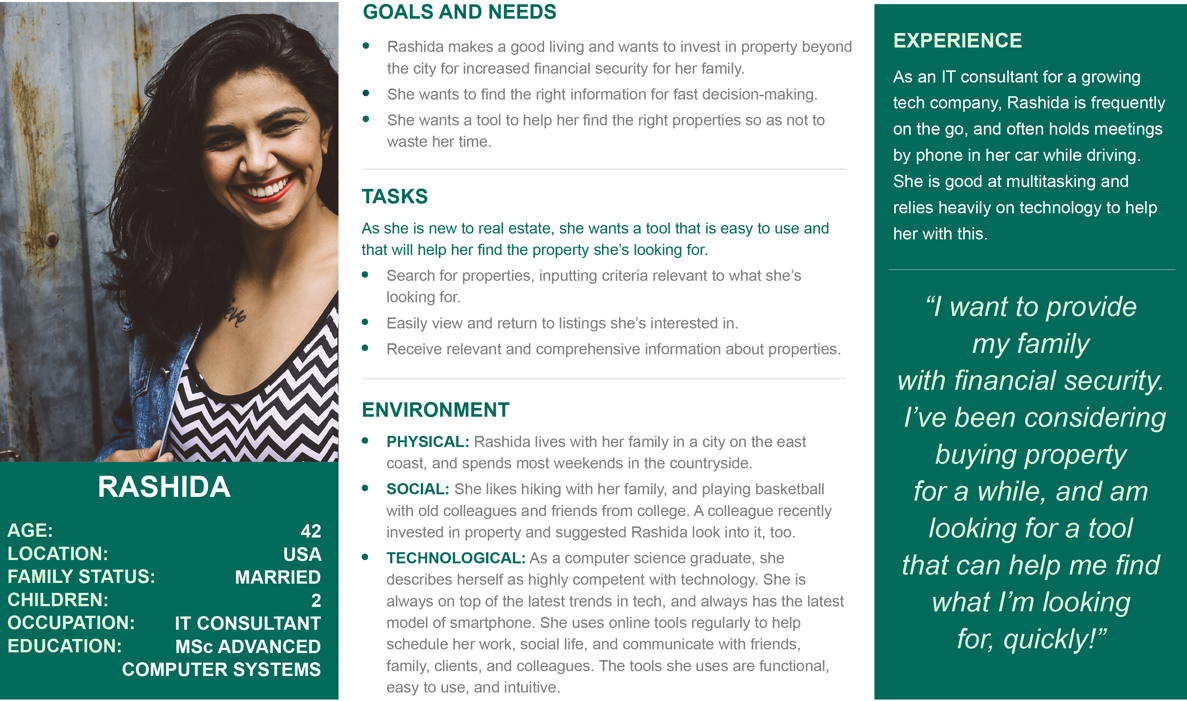 RASHIDA
AGE: 42
LOCATION: USA
FAMILY STATUS: MARRIED
CHILDREN: 2
OCCUPATION: IT CONSULTANT
EDUCATION: MSc ADVANCED
COMPUTER SYSTEMS
GOALS AND NEEDS
• Rashida makes a good living and wants to invest in property beyond
the city for increased financial security for her family.
• She wants to find the right information for fast decision-making.
• She wants a tool to help her find the right properties so as not to
waste her time.
TASKS
As she is new to real estate, she wants a tool that is easy to use and
that will help her find the property she’s looking for.
• Search for properties, inputting criteria relevant to what she’s
looking for.
• Easily view and return to listings she’s interested in.
• Receive relevant and comprehensive information about properties.
ENVIRONMENT
• PHYSICAL: Rashida lives with her family in a city on the east
coast, and spends most weekends in the countryside.
• SOCIAL: She likes hiking with her family, and playing basketball
with old colleagues and friends from college. A colleague recently
invested in property and suggested Rashida look into it, too.
• TECHNOLOGICAL: As a computer science graduate, she
describes herself as highly competent with technology. She is
always on top of the latest trends in tech, and always has the latest
model of smartphone. She uses online tools regularly to help
schedule her work, social life, and communicate with friends,
family, clients, and colleagues. The tools she uses are functional,
easy to use, and intuitive.
EXPERIENCE
As an IT consultant for a growing
tech company, Rashida is frequently
on the go, and often holds meetings
by phone in her car while driving.
She is good at multitasking and
relies heavily on technology to help
her with this.
“I want to provide
my family
with financial security.
I’ve been considering
buying property
for a while, and am
looking for a tool
that can help me find
what I’m looking
for, quickly!”